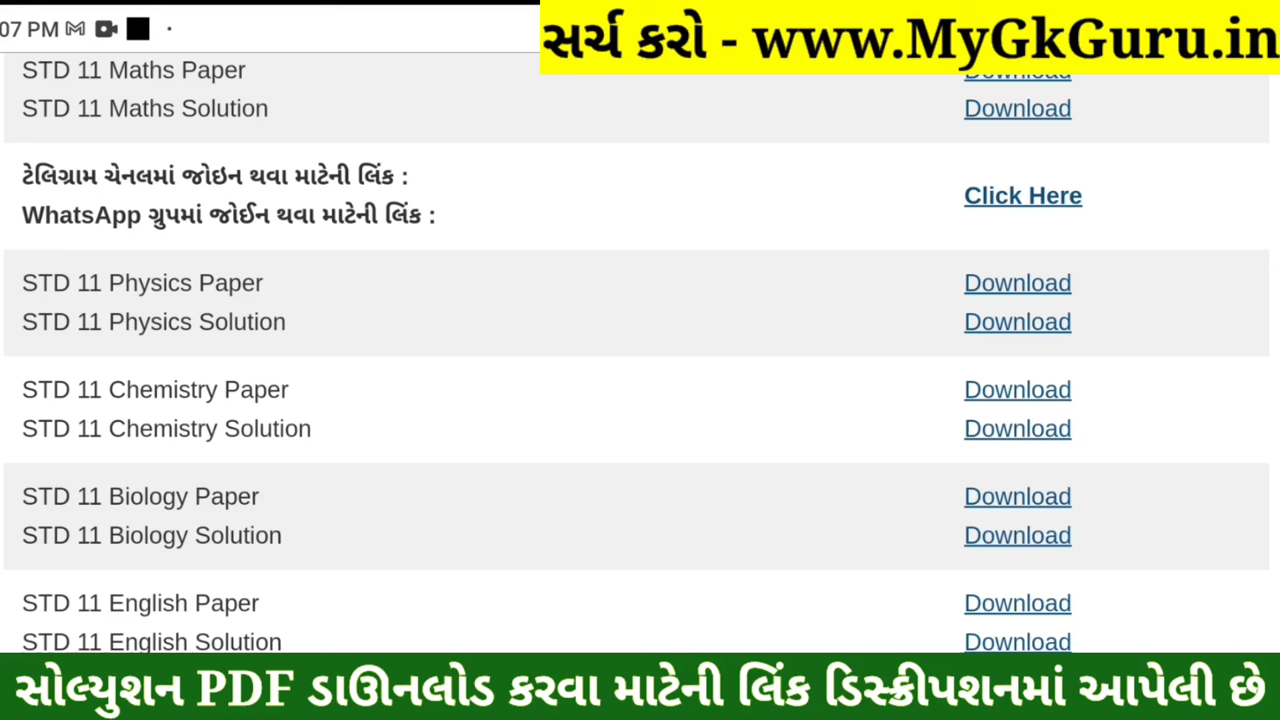 07 PM
સર્ચ કરો - www.MyGkGuru.in
STD 11 Maths Paper Download
STD 11 Maths Solution Download
ટેલિગ્રામ ચેનલમાં જોઇન થવા માટેની લિંક :
Click Here
WhatsApp ગ્રુપમાં જોઈન થવા માટેની લિંક :
STD 11 Physics Paper Download
STD 11 Physics Solution Download
STD 11 Chemistry Paper Download
STD 11 Chemistry Solution Download
STD 11 Biology Paper Download
STD 11 Biology Solution Download
STD 11 English Paper Download
STD 11 English Solution Download
સોલ્યુશન PDF ડાઊનલોડ કરવા માટેની લિંક ડિસ્ક્રીપશનમાં આપેલી છે